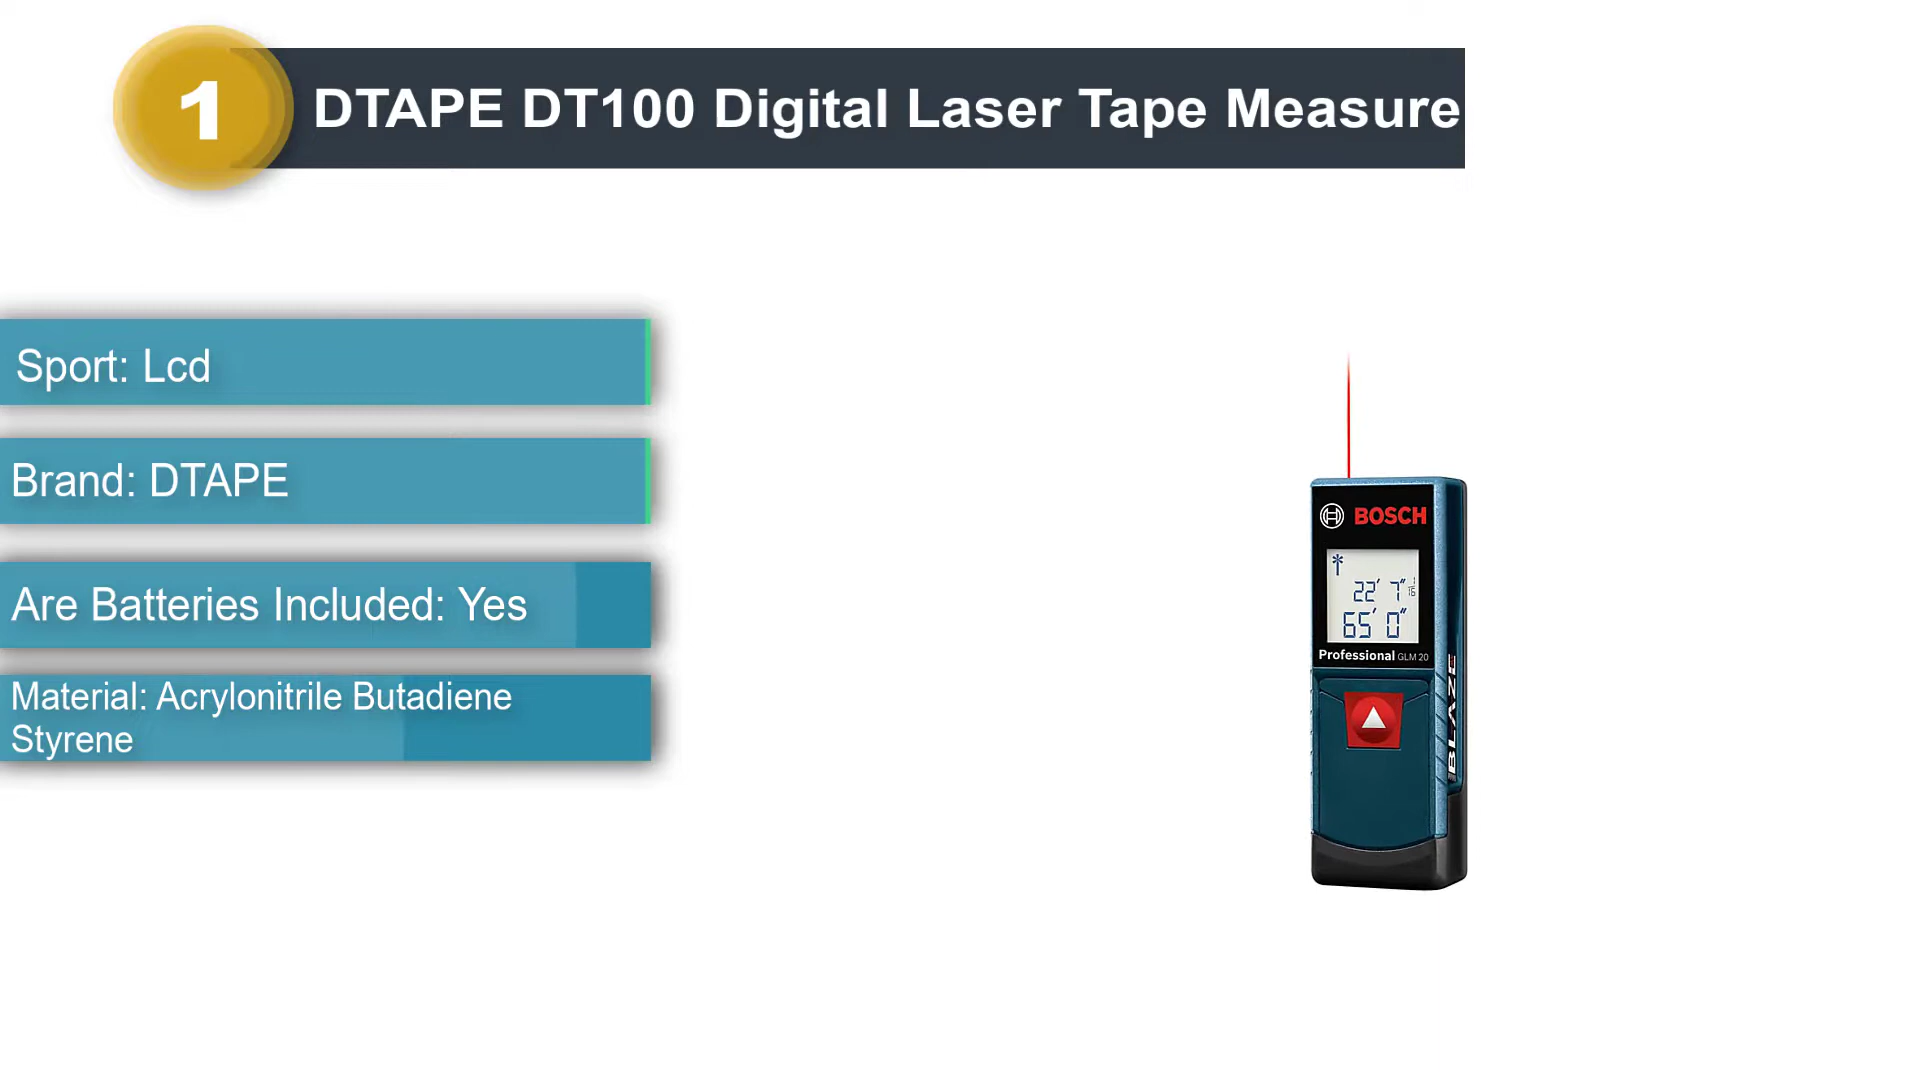 1
DTAPE DT100 Digital Laser Tape Measure
Sport: Lcd
Brand: DTAPE
Are Batteries Included: Yes
Material: Acrylonitrile Butadiene
Styrene
BOSCH
22' 7"
65' 0"
Professional GLM 20
BLAZE